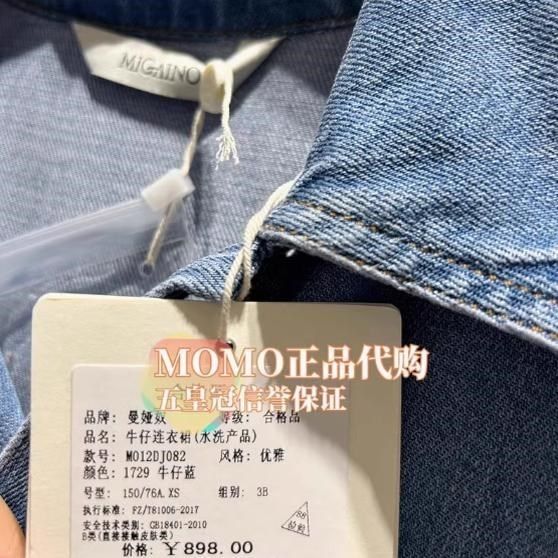 MiGAINO
MOMO正品代购
五皇冠信誉保证
品牌: 曼娅奴 等级: 合格品
品名: 牛仔连衣裙(水洗产品)
款号: MO12DJ082 风格: 优雅
颜色: 1729 牛仔蓝
号型: 150/76A.XS 组别: 3B
执行标准: FZ/T81006-2017
安全技术类别: GB18401-2010
B类(直接接触皮肤类)
价格: ¥898.00